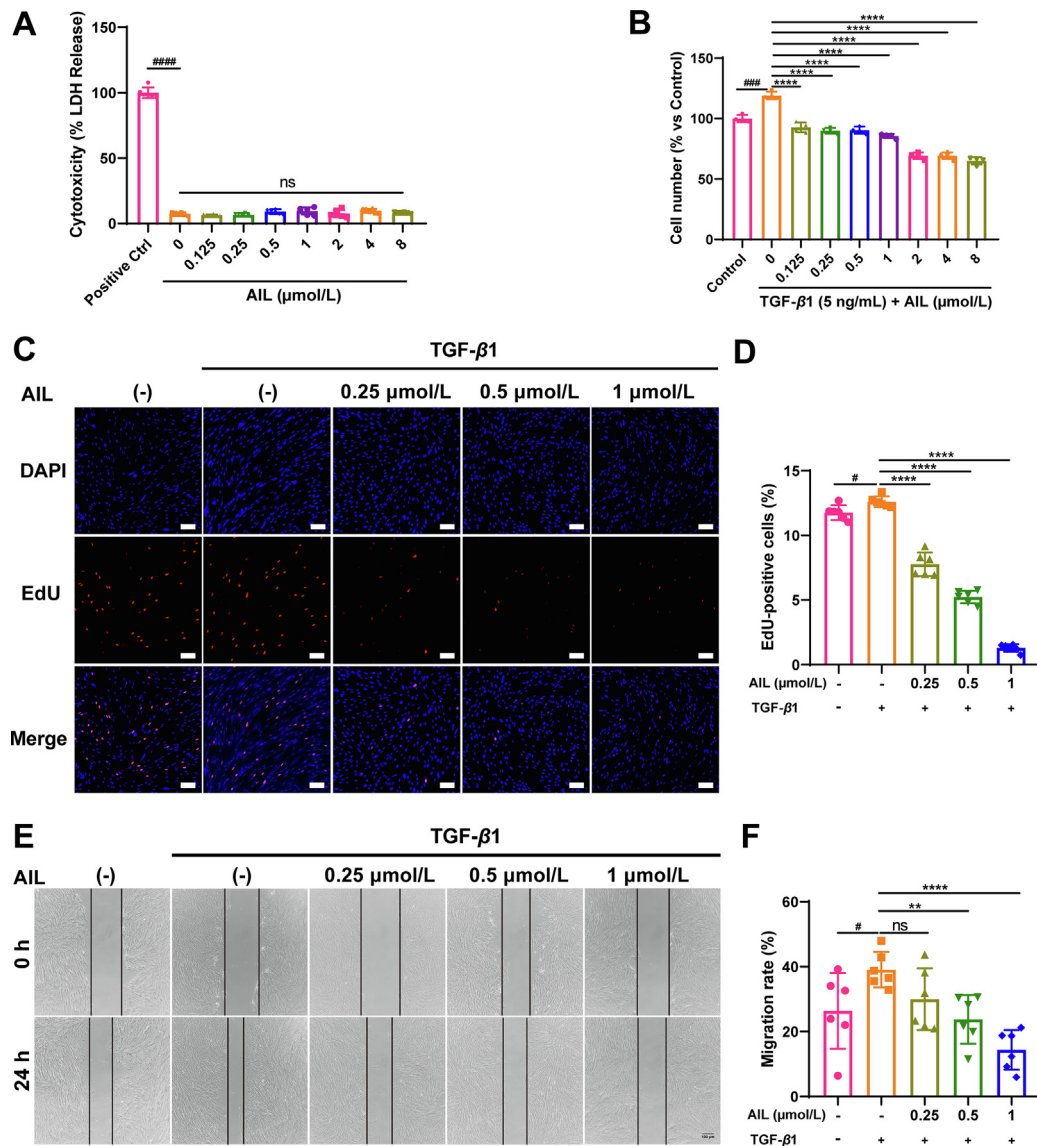 A
Cytotoxicity (% LDH Release)
150
100
50
0
####
ns
Positive Ctrl
0
0.125
0.25
0.5
1
2
4
8
AIL (µmol/L)
B
Cell number (% vs Control)
150
100
50
0
****
****
****
****
****
****
### ****
Control
0
0.125
0.25
0.5
1
2
4
8
TGF-β1 (5 ng/mL) + AIL (µmol/L)
C
TGF-β1
AIL (-) (-) 0.25 µmol/L 0.5 µmol/L 1 µmol/L
DAPI
EdU
Merge
D
EdU-positive cells (%)
15
10
5
0
****
****
# ****
AIL (µmol/L) - - 0.25 0.5 1
TGF-β1 - + + + +
E
TGF-β1
AIL (-) (-) 0.25 µmol/L 0.5 µmol/L 1 µmol/L
0 h
24 h
100 µm
F
Migration rate (%)
60
40
20
0
****
**
# ns
AIL (µmol/L) - - 0.25 0.5 1
TGF-β1 - + + + +